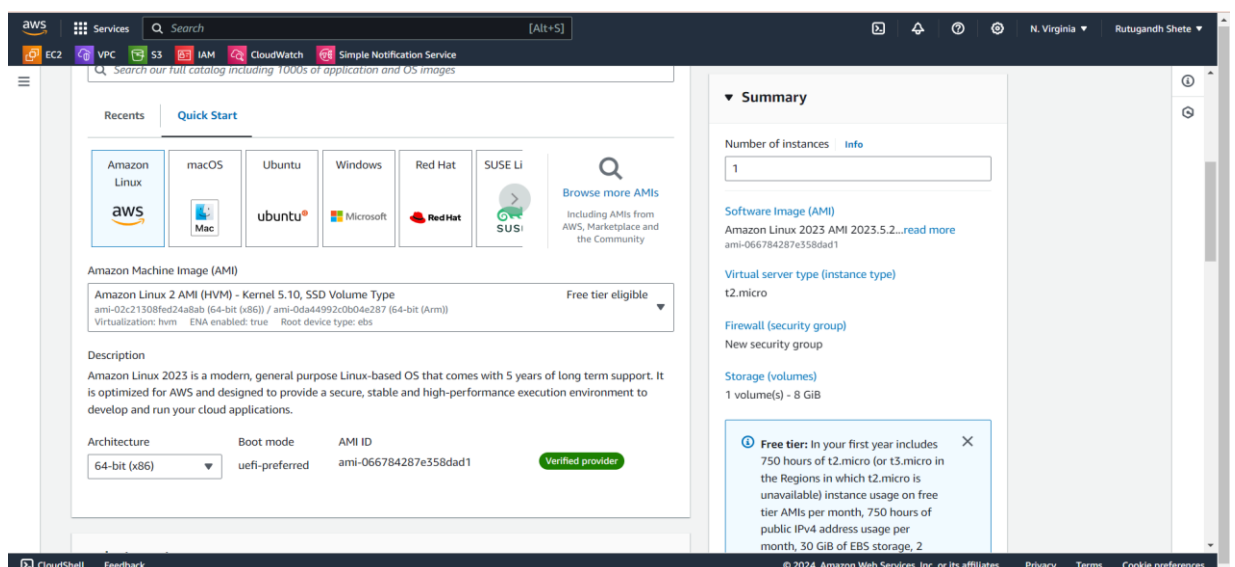 aws
Services
Search
[Alt+S]
N. Virginia
Rutugandh Shete
EC2
VPC
S3
IAM
CloudWatch
Simple Notification Service
Search our full catalog including 1000s of application and OS images
Recents
Quick Start
Amazon
Linux
aws
macOS
Mac
Ubuntu
ubuntu®
Windows
Microsoft
Red Hat
Red Hat
SUSE Li
SUS
Browse more AMIs
Including AMIs from
AWS, Marketplace and
the Community
Amazon Machine Image (AMI)
Amazon Linux 2 AMI (HVM) - Kernel 5.10, SSD Volume Type
Free tier eligible
ami-02c21308fed24a8ab (64-bit (x86)) / ami-0da44992c0b04e287 (64-bit (Arm))
Virtualization: hvm ENA enabled: true Root device type: ebs
Description
Amazon Linux 2023 is a modern, general purpose Linux-based OS that comes with 5 years of long term support. It
is optimized for AWS and designed to provide a secure, stable and high-performance execution environment to
develop and run your cloud applications.
Architecture
Boot mode
AMI ID
64-bit (x86)
uefi-preferred
ami-066784287e358dad1
Verified provider
Summary
Number of instances
Info
1
Software Image (AMI)
Amazon Linux 2023 AMI 2023.5.2...read more
ami-066784287e358dad1
Virtual server type (instance type)
t2.micro
Firewall (security group)
New security group
Storage (volumes)
1 volume(s) - 8 GiB
Free tier: In your first year includes
750 hours of t2.micro (or t3.micro in
the Regions in which t2.micro is
unavailable) instance usage on free
tier AMIs per month, 750 hours of
public IPv4 address usage per
month, 30 GiB of EBS storage, 2
CloudShell
Feedback
© 2024, Amazon Web Services, Inc. or its affiliates.
Privacy
Terms
Cookie preferences